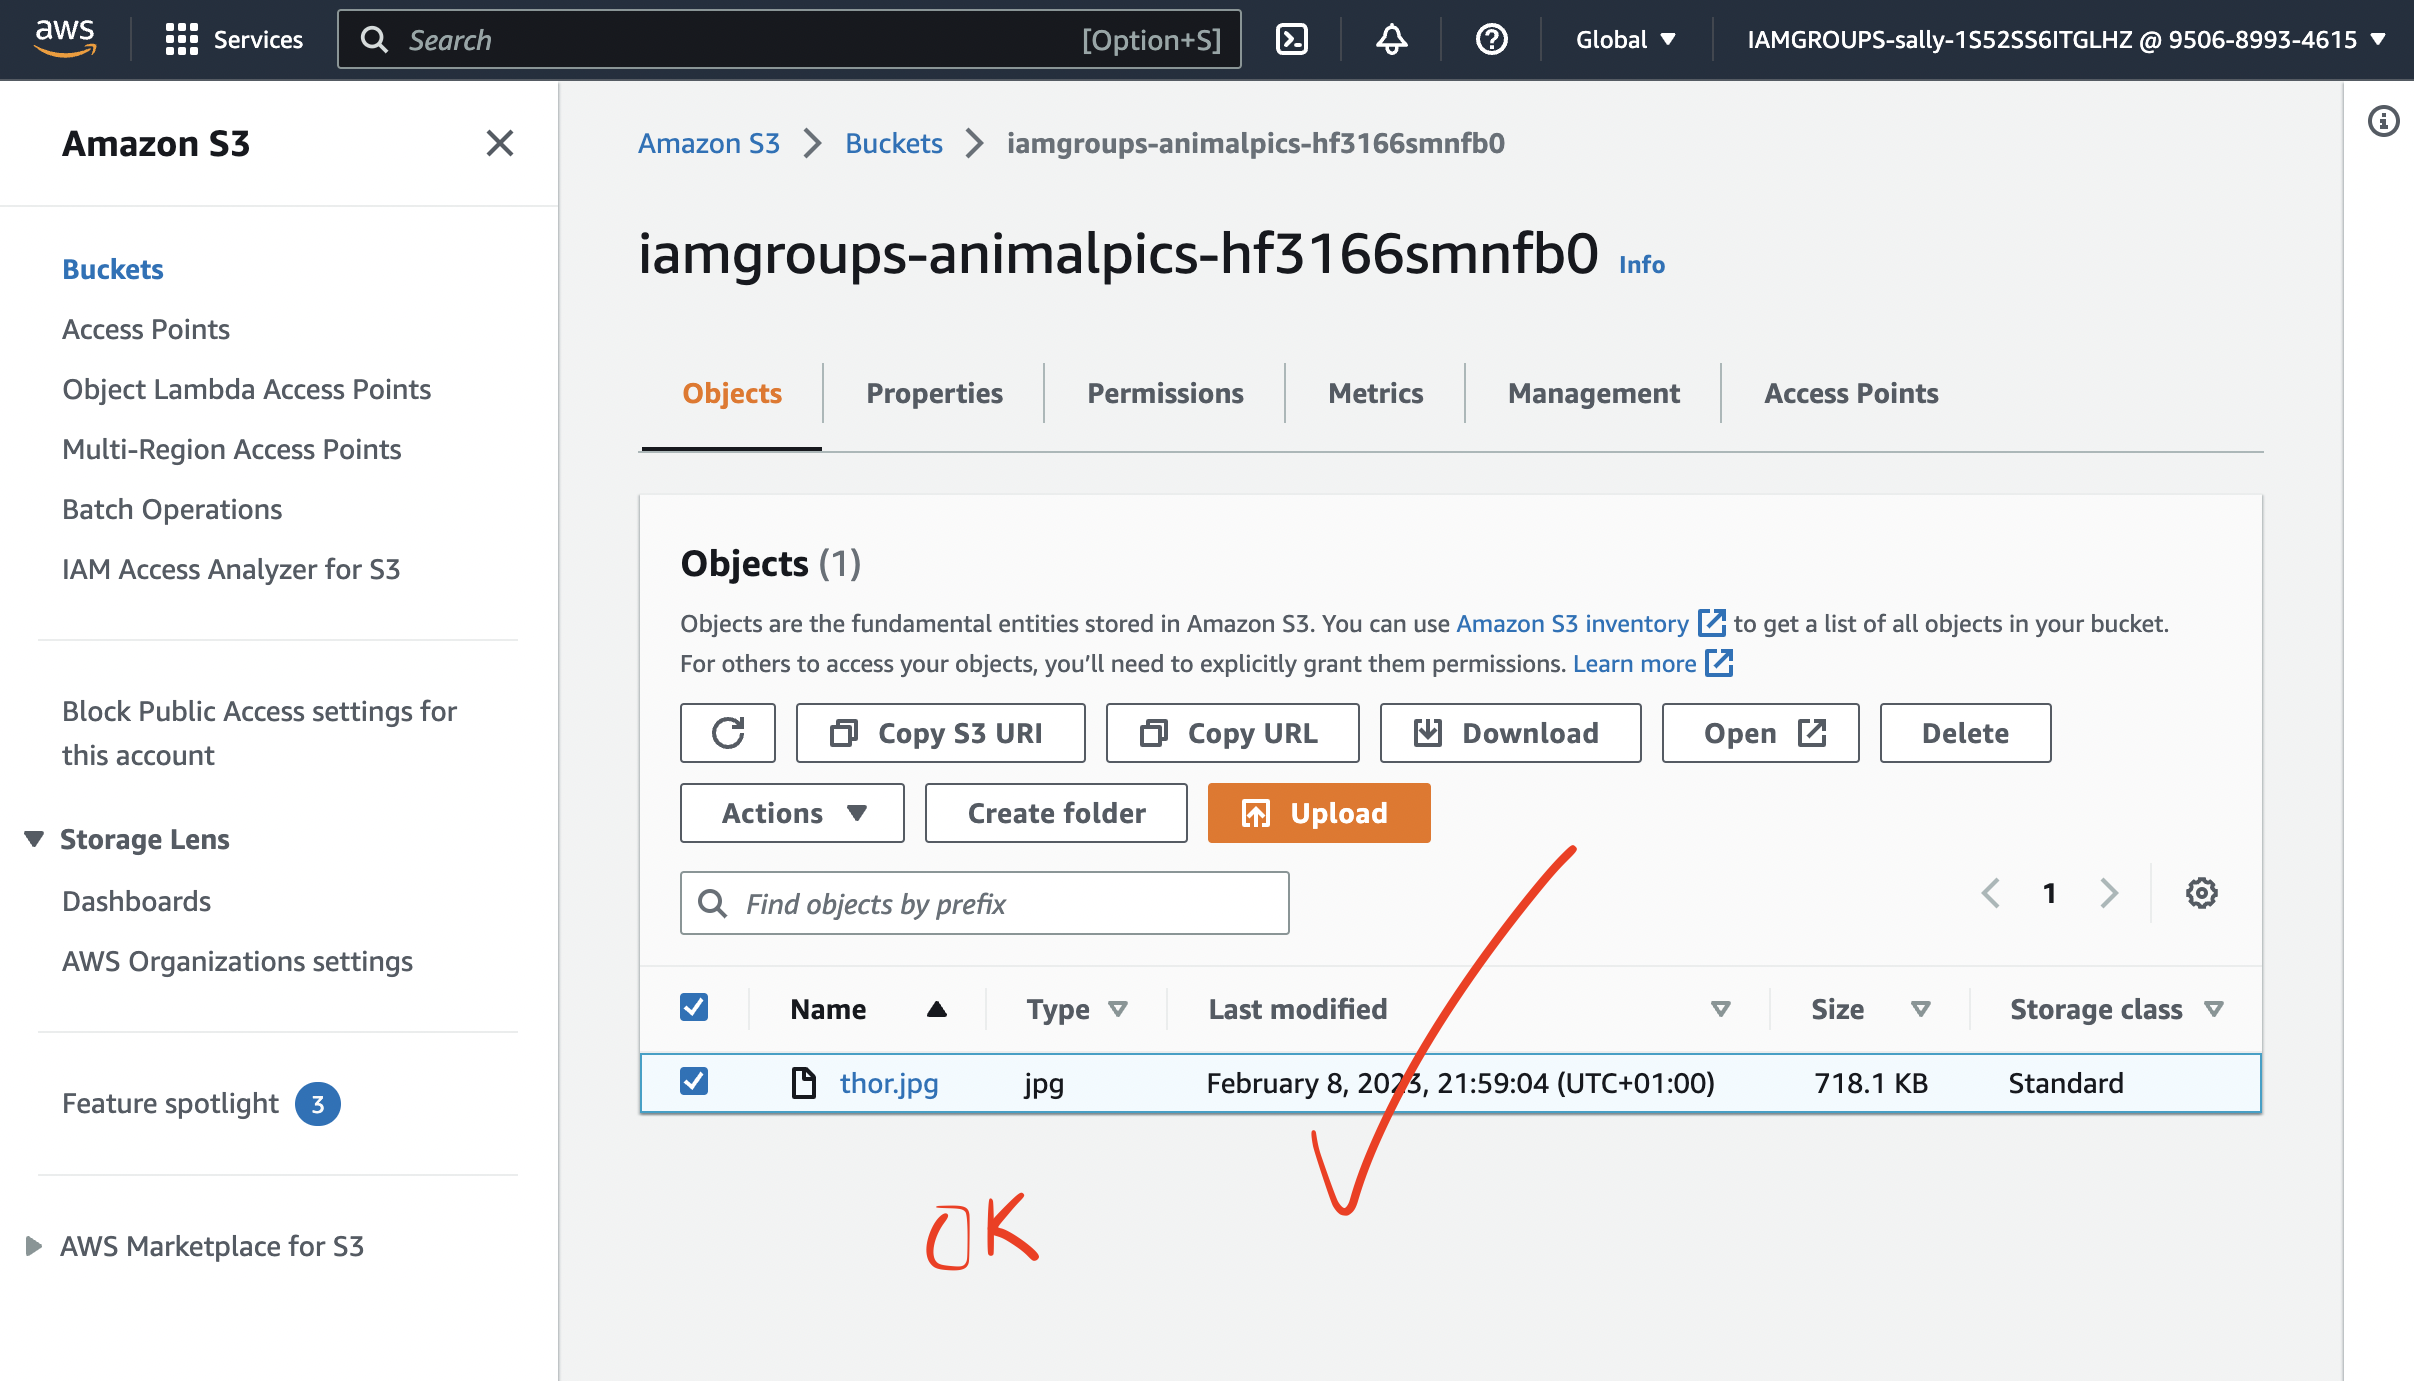 aws
Services
Search [Option+S]
Global
IAMGROUPS-sally-1S52SS6ITGLHZ @ 9506-8993-4615
Amazon S3
Buckets
Access Points
Object Lambda Access Points
Multi-Region Access Points
Batch Operations
IAM Access Analyzer for S3
Block Public Access settings for
this account
Storage Lens
Dashboards
AWS Organizations settings
Feature spotlight 3
AWS Marketplace for S3
Amazon S3 > Buckets > iamgroups-animalpics-hf3166smnfb0
iamgroups-animalpics-hf3166smnfb0 Info
Objects Properties Permissions Metrics Management Access Points
Objects (1)
Objects are the fundamental entities stored in Amazon S3. You can use Amazon S3 inventory to get a list of all objects in your bucket.
For others to access your objects, you’ll need to explicitly grant them permissions. Learn more
Copy S3 URI Copy URL Download Open Delete
Actions Create folder Upload
Find objects by prefix
1
Name Type Last modified Size Storage class
thor.jpg jpg February 8, 2023, 21:59:04 (UTC+01:00) 718.1 KB Standard
OK